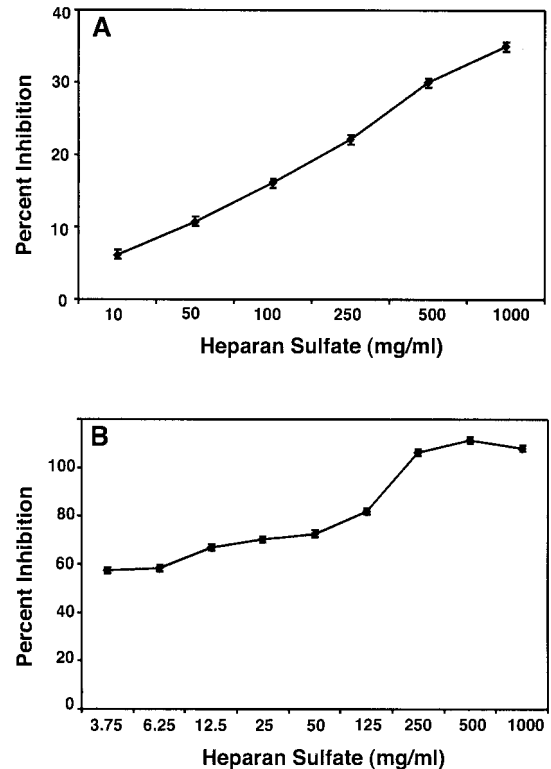 A
40
30
20
10
0
Percent Inhibition
10 50 100 250 500 1000
Heparan Sulfate (mg/ml)
B
100
80
60
40
20
0
Percent Inhibition
3.75 6.25 12.5 25 50 125 250 500 1000
Heparan Sulfate (mg/ml)